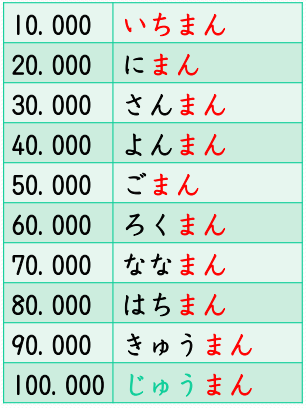 10.000 いちまん
20.000 にまん
30.000 さんまん
40.000 よんまん
50.000 ごまん
60.000 ろくまん
70.000 ななまん
80.000 はちまん
90.000 きゅうまん
100.000 じゅうまん